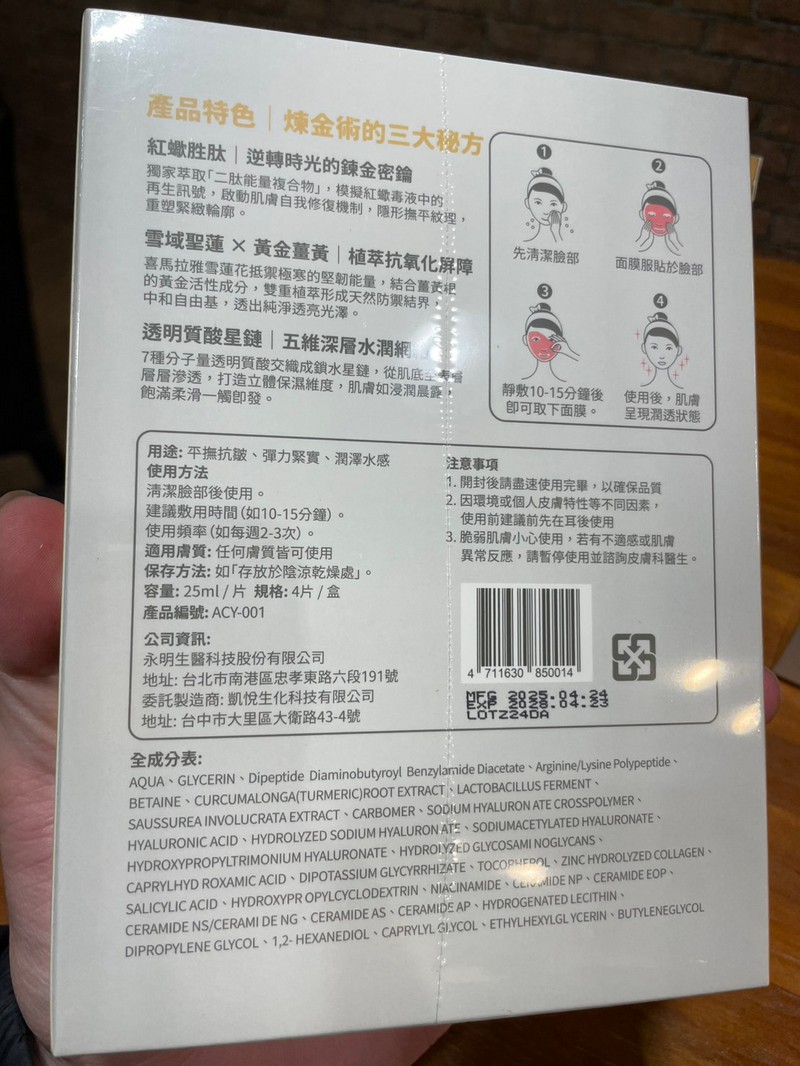 產品特色｜煉金術的三大秘方
紅蠍胜肽｜逆轉時光的鍊金密鑰
獨家萃取「二肽能量複合物」，模擬紅蠍毒液中的
再生訊號，啟動肌膚自我修復機制，隱形撫平紋理，
重塑緊緻輪廓。
雪域聖蓮 × 黃金薑黃｜植萃抗氧化屏障
喜馬拉雅雪蓮花抵禦極寒的堅韌能量，結合薑黃根
的黃金活性成分，雙重植萃形成天然防禦結界，
中和自由基，透出純淨透亮光澤。
透明質酸星鏈｜五維深層水潤網
7種分子量透明質酸交織成鎖水星鏈，從肌底至表層
層層滲透，打造立體保濕維度，肌膚如浸潤晨露，
飽滿柔滑一觸即發。
1
先清潔臉部
2
面膜服貼於臉部
3
靜敷10-15分鐘後
卽可取下面膜。
4
使用後，肌膚
呈現潤透狀態
用途: 平撫抗皺、彈力緊實、潤澤水感
使用方法
清潔臉部後使用。
建議敷用時間（如10-15分鐘）。
使用頻率（如每週2-3次）。
適用膚質: 任何膚質皆可使用
保存方法: 如「存放於陰涼乾燥處」。
容量: 25ml / 片 規格: 4片 / 盒
產品編號: ACY-001
公司資訊:
永明生醫科技股份有限公司
地址: 台北市南港區忠孝東路六段191號
委託製造商: 凱悅生化科技有限公司
地址: 台中市大里區大衛路43-4號
注意事項
1. 開封後請盡速使用完畢，以確保品質
2. 因環境或個人皮膚特性等不同因素，
使用前建議前先在耳後使用
3. 脆弱肌膚小心使用，若有不適感或肌膚
異常反應，請暫停使用並諮詢皮膚科醫生。
4 711630 850014
MFG 2025.04.24
EXP 2028.04.23
LOTZ24DA
全成分表:
AQUA、GLYCERIN、Dipeptide Diaminobutyroyl Benzylamide Diacetate、Arginine/Lysine Polypeptide、
BETAINE、CURCUMALONGA(TURMERIC)ROOT EXTRACT、LACTOBACILLUS FERMENT、
SAUSSUREA INVOLUCRATA EXTRACT、CARBOMER、SODIUM HYALURON ATE CROSSPOLYMER、
HYALURONIC ACID、HYDROLYZED SODIUM HYALURON ATE、SODIUMACETYLATED HYALURONATE、
HYDROXYPROPYLTRIMONIUM HYALURONATE、HYDROLYZED GLYCOSAMI NOGLYCANS、
CAPRYLHYD ROXAMIC ACID、DIPOTASSIUM GLYCYRRHIZATE、TOCOPHEROL、ZINC HYDROLYZED COLLAGEN、
SALICYLIC ACID、HYDROXYPR OPYLCYCLODEXTRIN、NIACINAMIDE、CERAMIDE NP、CERAMIDE EOP、
CERAMIDE NS/CERAMI DE NG、CERAMIDE AS、CERAMIDE AP、HYDROGENATED LECITHIN、
DIPROPYLENE GLYCOL、1,2- HEXANEDIOL、CAPRYLYL GLYCOL、ETHYLHEXYLGL YCERIN、BUTYLENEGLYCOL